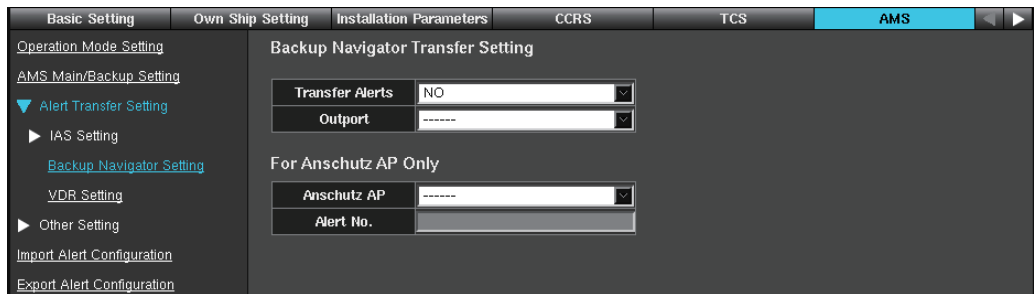 Basic Setting Own Ship Setting Installation Parameters CCRS TCS AMS
Operation Mode Setting
AMS Main/Backup Setting
Alert Transfer Setting
IAS Setting
Backup Navigator Setting
VDR Setting
Other Setting
Import Alert Configuration
Export Alert Configuration
Backup Navigator Transfer Setting
Transfer Alerts NO
Outport ------
For Anschutz AP Only
Anschutz AP ------
Alert No.